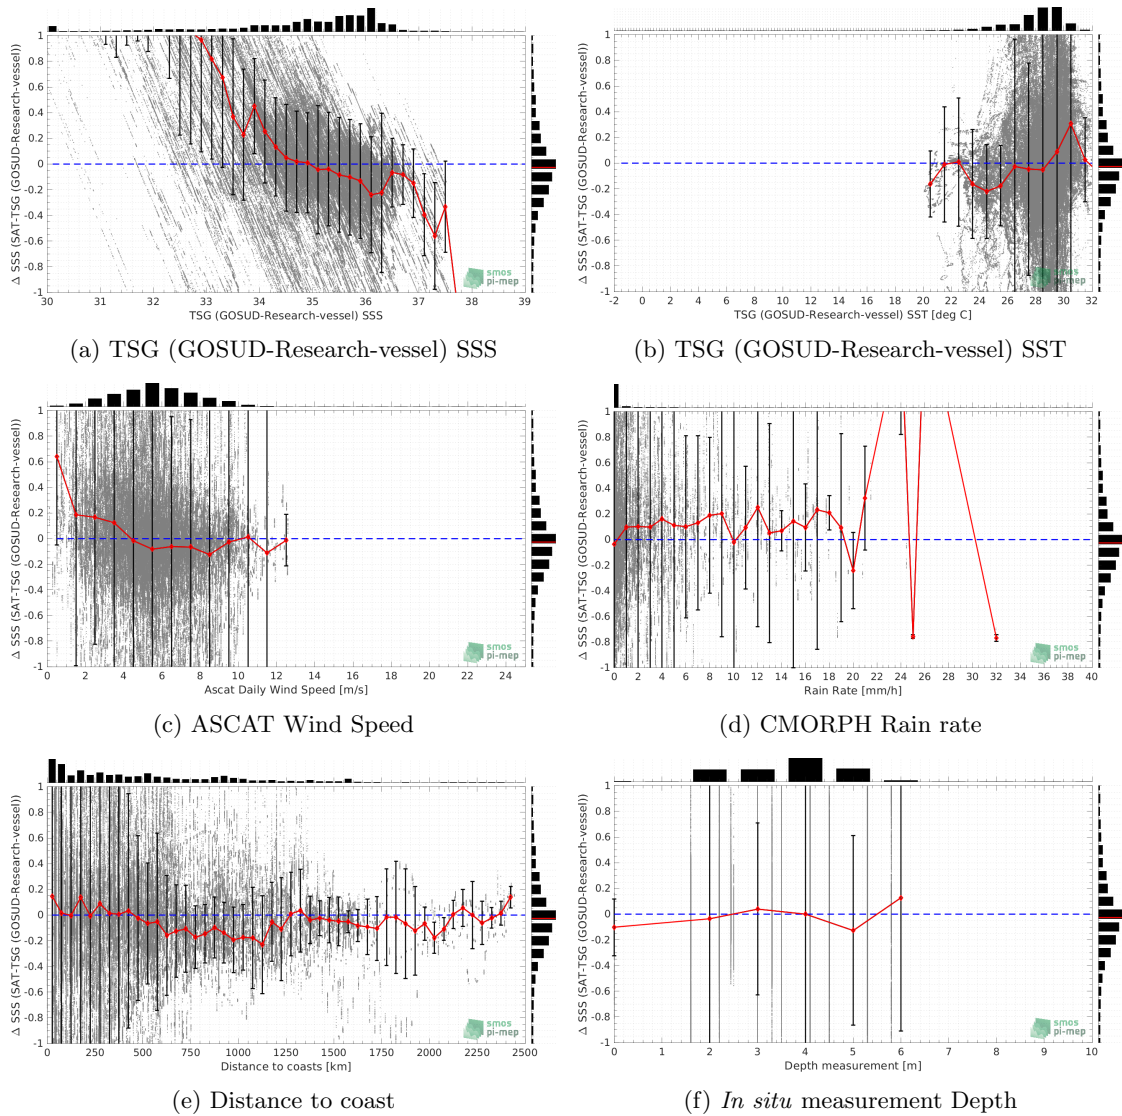 1
0.8
0.6
0.4
0.2
0
-0.2
-0.4
-0.6
-0.8
-1
Δ SSS (SAT-TSG (GOSUD-Research-vessel))
30 31 32 33 34 35 36 37 38 39
TSG (GOSUD-Research-vessel) SSS
smos
pi-mep
(a) TSG (GOSUD-Research-vessel) SSS
1
0.8
0.6
0.4
0.2
0
-0.2
-0.4
-0.6
-0.8
-1
Δ SSS (SAT-TSG (GOSUD-Research-vessel))
-2 0 2 4 6 8 10 12 14 16 18 20 22 24 26 28 30 32
TSG (GOSUD-Research-vessel) SST [deg C]
smos
pi-mep
(b) TSG (GOSUD-Research-vessel) SST
1
0.8
0.6
0.4
0.2
0
-0.2
-0.4
-0.6
-0.8
-1
Δ SSS (SAT-TSG (GOSUD-Research-vessel))
0 2 4 6 8 10 12 14 16 18 20 22 24
Ascat Daily Wind Speed [m/s]
smos
pi-mep
(c) ASCAT Wind Speed
1
0.8
0.6
0.4
0.2
0
-0.2
-0.4
-0.6
-0.8
-1
Δ SSS (SAT-TSG (GOSUD-Research-vessel))
0 2 4 6 8 10 12 14 16 18 20 22 24 26 28 30 32 34 36 38 40
Rain Rate [mm/h]
smos
pi-mep
(d) CMORPH Rain rate
1
0.8
0.6
0.4
0.2
0
-0.2
-0.4
-0.6
-0.8
-1
Δ SSS (SAT-TSG (GOSUD-Research-vessel))
0 250 500 750 1000 1250 1500 1750 2000 2250 2500
Distance to coasts [km]
smos
pi-mep
(e) Distance to coast
1
0.8
0.6
0.4
0.2
0
-0.2
-0.4
-0.6
-0.8
-1
Δ SSS (SAT-TSG (GOSUD-Research-vessel))
0 1 2 3 4 5 6 7 8 9 10
Depth measurement [m]
smos
pi-mep
(f) In situ measurement Depth